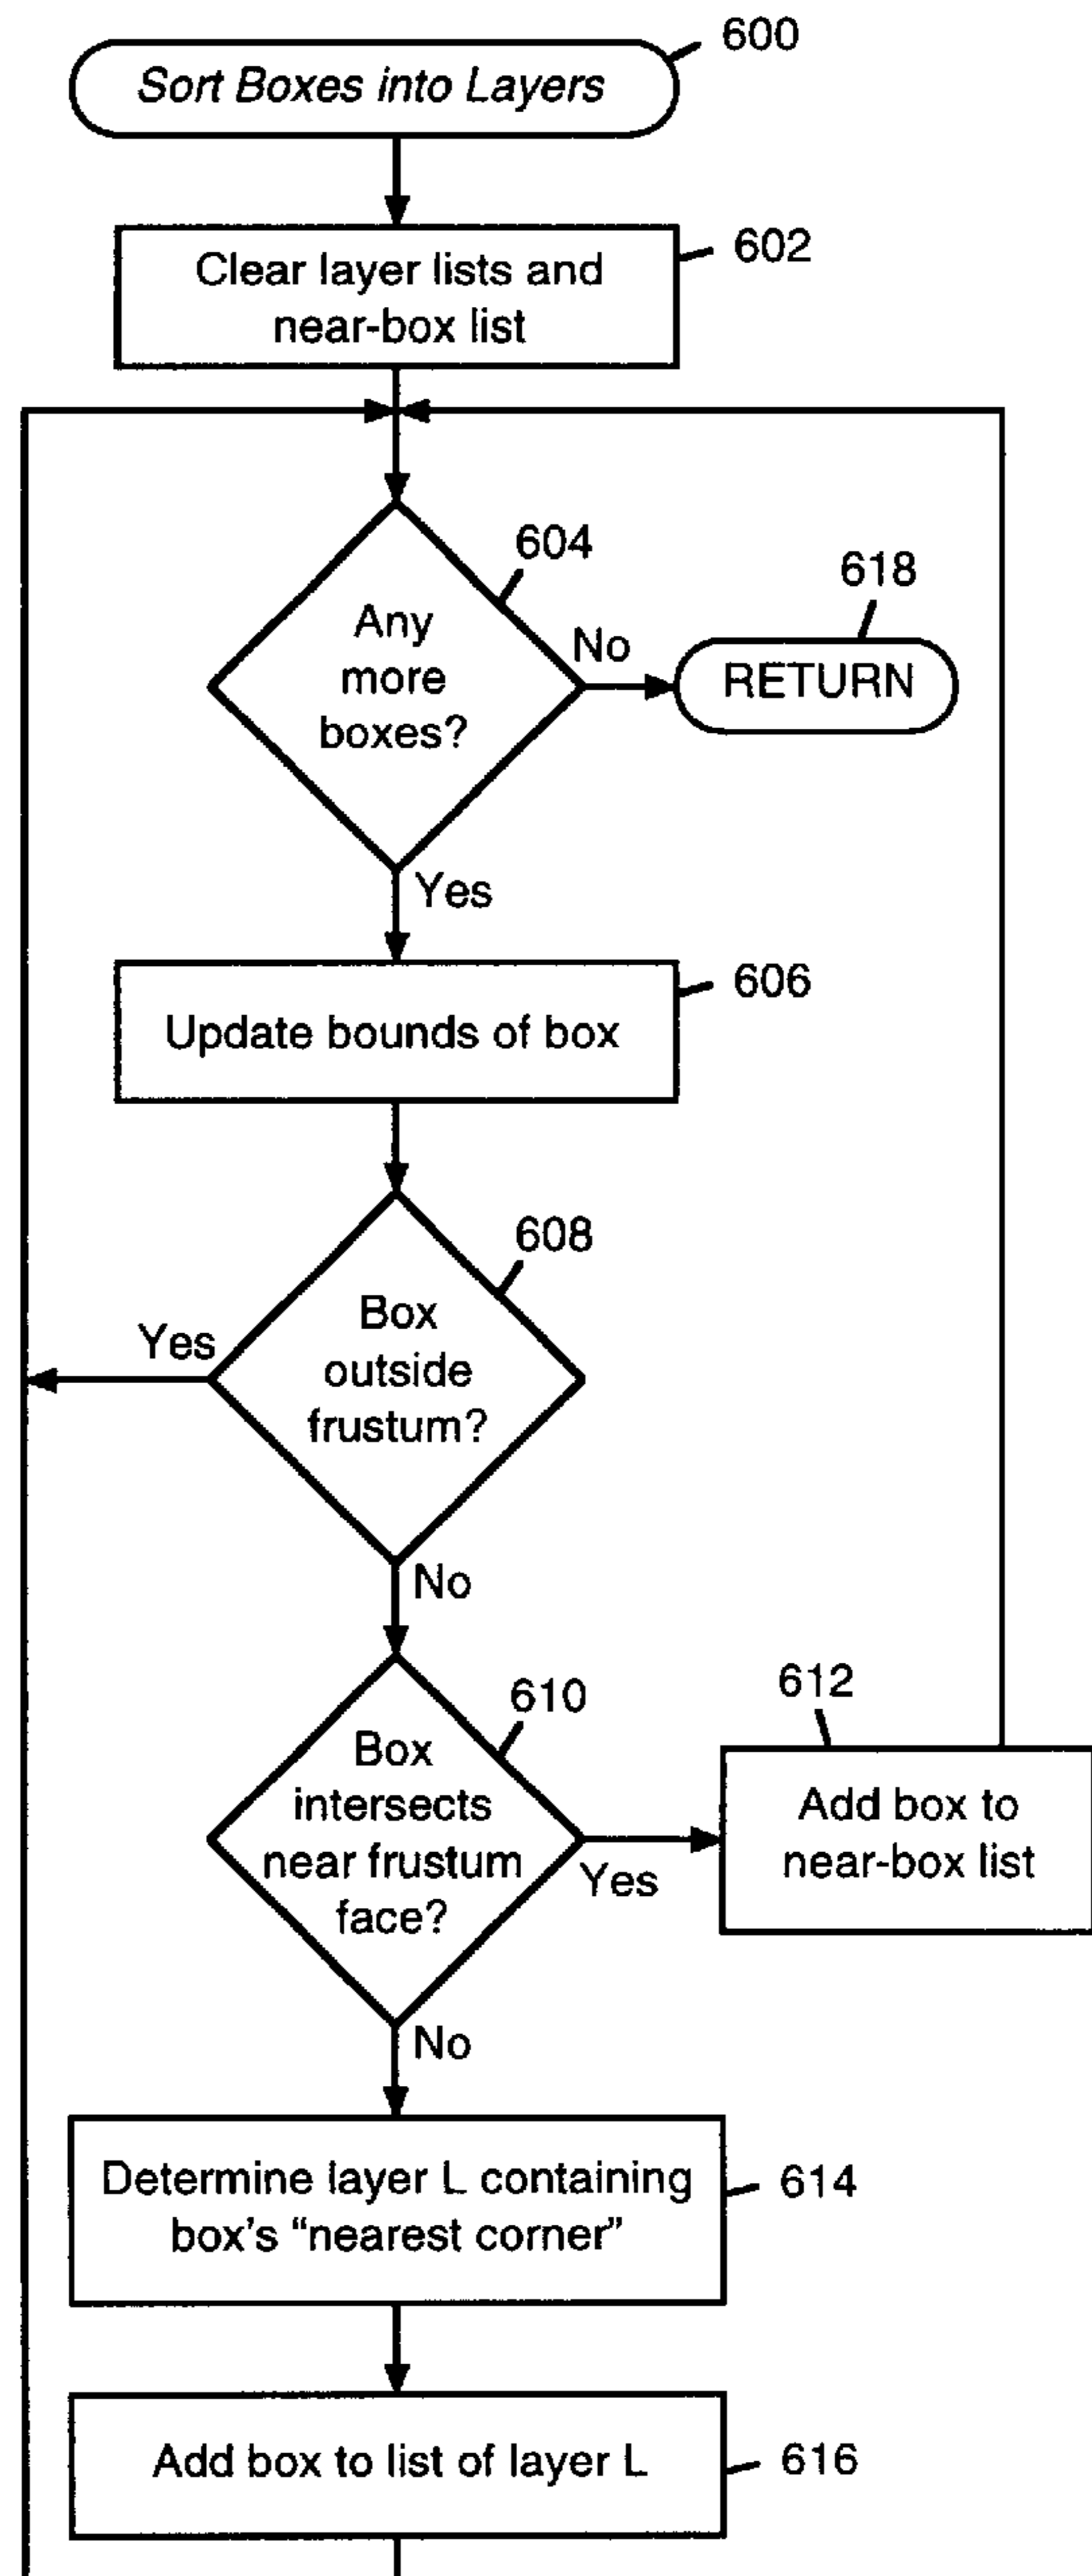 600
Sort Boxes into Layers
602
Clear layer lists and
near-box list
604
Any
more
boxes?
No
618
RETURN
Yes
606
Update bounds of box
608
Box
outside
frustum?
Yes
No
610
Box
intersects
near frustum
face?
Yes
612
Add box to
near-box list
No
Determine layer L containing
box's “nearest corner”
614
Add box to list of layer L
616